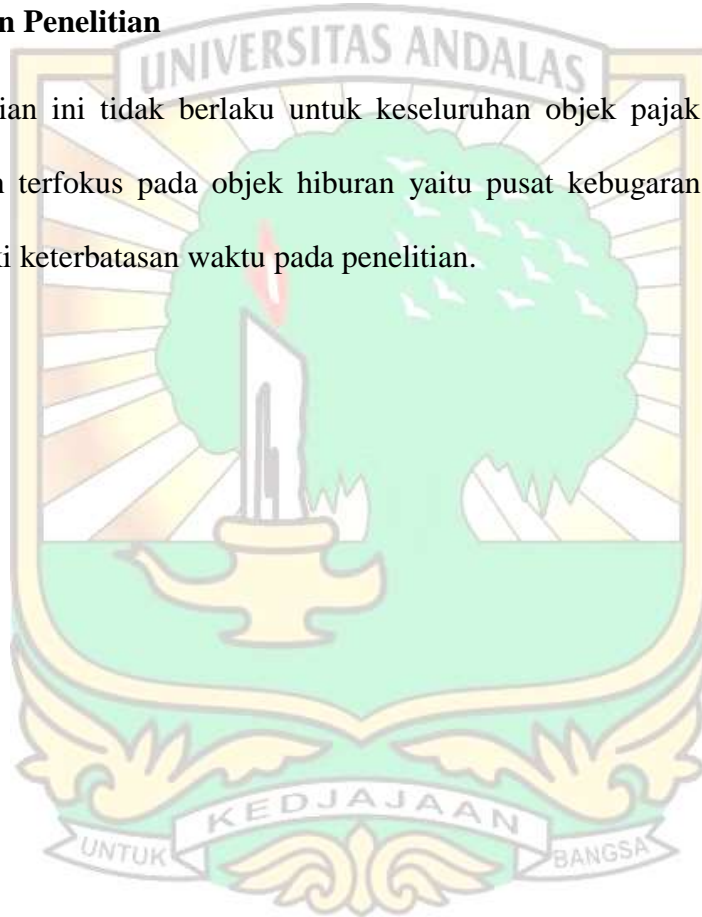 n Penelitian
UNIVERSITAS ANDALAS
ian ini tidak berlaku untuk keseluruhan objek pajak
n terfokus pada objek hiburan yaitu pusat kebugaran
ki keterbatasan waktu pada penelitian.
KEDJAJAAN
UNTUK
BANGSA